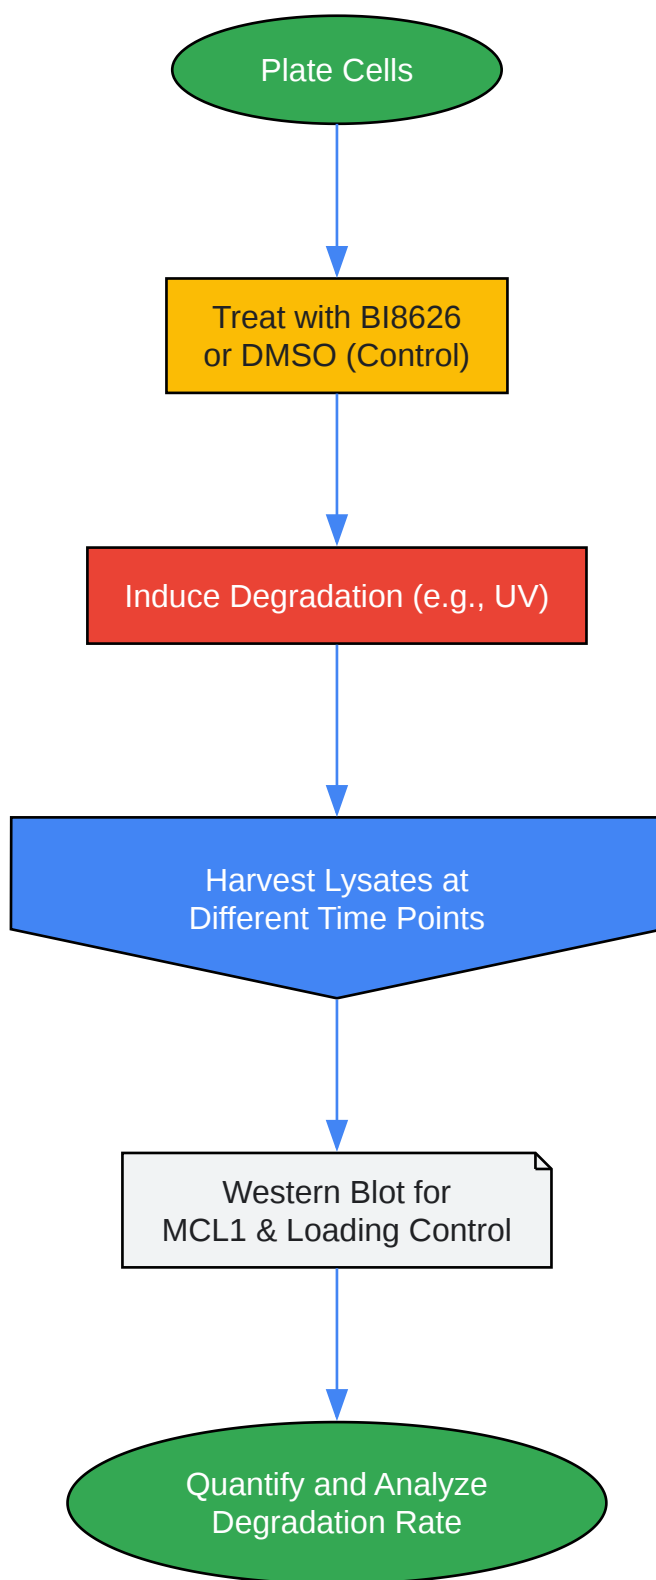 Plate Cells
Treat with BI8626
or DMSO (Control)
Induce Degradation (e.g., UV)
Harvest Lysates at
Different Time Points
Western Blot for
MCL1 & Loading Control
Quantify and Analyze
Degradation Rate